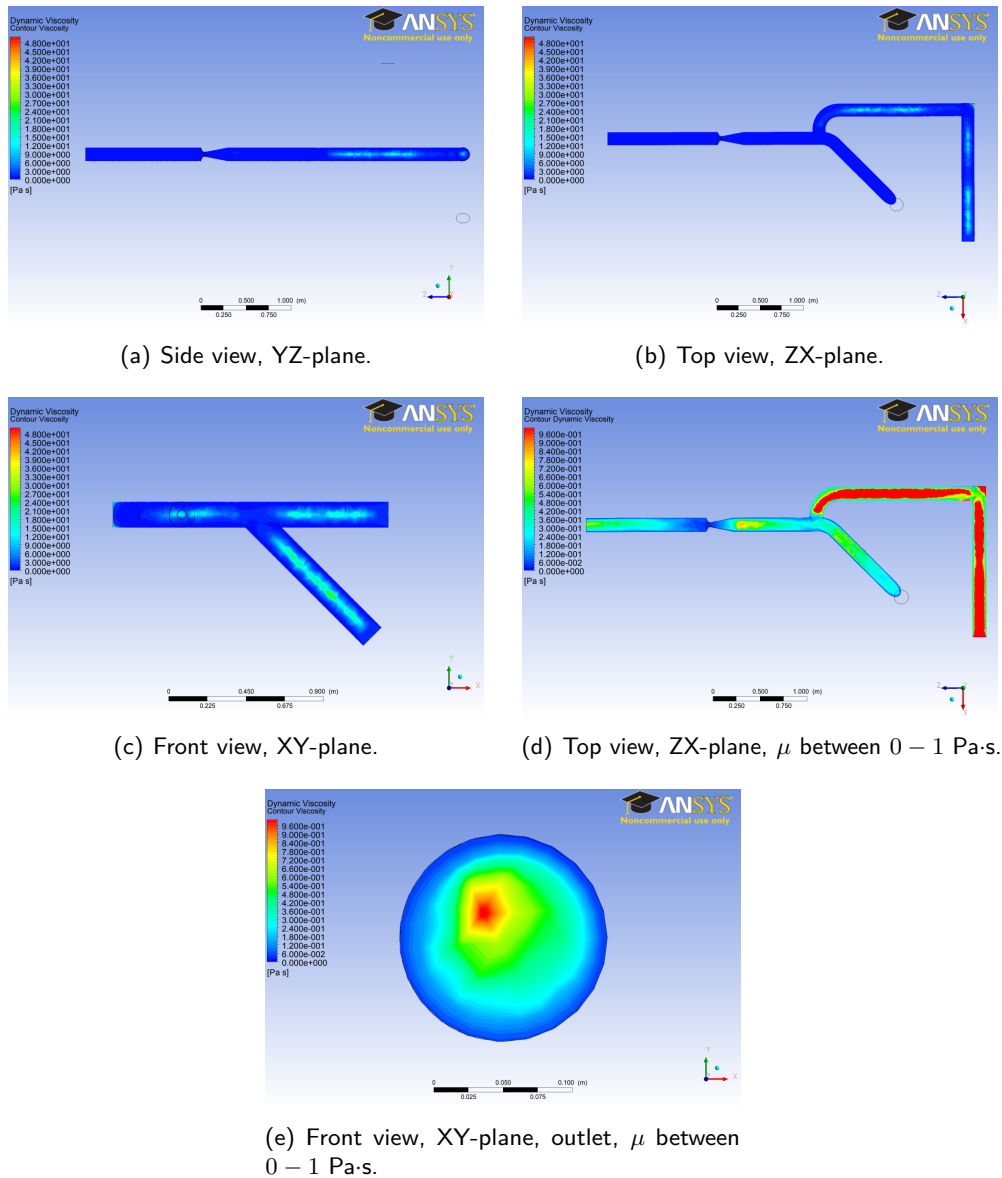 Dynamic Viscosity
Contour Viscosity
4.800e+001
4.500e+001
4.200e+001
3.900e+001
3.600e+001
3.300e+001
3.000e+001
2.700e+001
2.400e+001
2.100e+001
1.800e+001
1.500e+001
1.200e+001
9.000e+000
6.000e+000
3.000e+000
0.000e+000
[Pa s]
ANSYS
Noncommercial use only
0 0.500 1.000 (m)
0.250 0.750
Y
Z
X
(a) Side view, YZ-plane.
Dynamic Viscosity
Contour Viscosity
4.800e+001
4.500e+001
4.200e+001
3.900e+001
3.600e+001
3.300e+001
3.000e+001
2.700e+001
2.400e+001
2.100e+001
1.800e+001
1.500e+001
1.200e+001
9.000e+000
6.000e+000
3.000e+000
0.000e+000
[Pa s]
ANSYS
Noncommercial use only
0 0.500 1.000 (m)
0.250 0.750
Z
Y
X
(b) Top view, ZX-plane.
Dynamic Viscosity
Contour Viscosity
4.800e+001
4.500e+001
4.200e+001
3.900e+001
3.600e+001
3.300e+001
3.000e+001
2.700e+001
2.400e+001
2.100e+001
1.800e+001
1.500e+001
1.200e+001
9.000e+000
6.000e+000
3.000e+000
0.000e+000
[Pa s]
ANSYS
Noncommercial use only
0 0.450 0.900 (m)
0.225 0.675
Y
Z X
(c) Front view, XY-plane.
Dynamic Viscosity
Contour Dynamic Viscosity
9.600e-001
9.000e-001
8.400e-001
7.800e-001
7.200e-001
6.600e-001
6.000e-001
5.400e-001
4.800e-001
4.200e-001
3.600e-001
3.000e-001
2.400e-001
1.800e-001
1.200e-001
6.000e-002
0.000e+000
[Pa s]
ANSYS
Noncommercial use only
0 0.500 1.000 (m)
0.250 0.750
Z
Y
X
(d) Top view, ZX-plane, μ between 0 − 1 Pa·s.
Dynamic Viscosity
Contour Viscosity
9.600e-001
9.000e-001
8.400e-001
7.800e-001
7.200e-001
6.600e-001
6.000e-001
5.400e-001
4.800e-001
4.200e-001
3.600e-001
3.000e-001
2.400e-001
1.800e-001
1.200e-001
6.000e-002
0.000e+000
[Pa s]
ANSYS
Noncommercial use only
0 0.050 0.100 (m)
0.025 0.075
Y
Z X
(e) Front view, XY-plane, outlet, μ between
0 − 1 Pa·s.